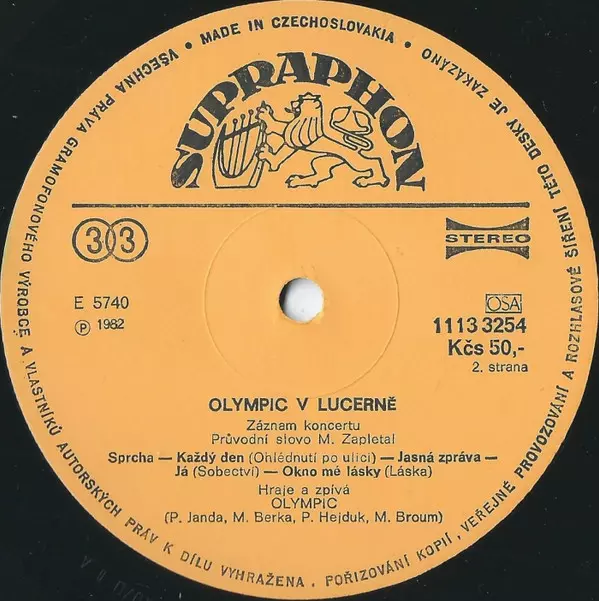 MADE IN CZECHOSLOVAKIA • VŠECHNA PRÁVA GRAMOFONOVÉHO VÝROBCE A VLASTNÍKŮ AUTORSKÝCH PRÁV K DÍLU VYHRAŽENA. POŘIZOVÁNÍ KOPIÍ, VEŘEJNÉ PROVOZOVÁNÍ A ROZHLASOVÉ ŠÍŘENÍ TÉTO DESKY JE ZAKÁZÁNO •
SUPRAPHON
33
STEREO
E 5740
Ⓟ 1982
OSA
1113 3254
Kčs 50,-
2. strana
OLYMPIC V LUCERNĚ
Záznam koncertu
Průvodní slovo M. Zapletal
Sprcha — Každý den (Ohlédnutí po ulici) — Jasná zpráva —
Já (Sobectví) — Okno mé lásky (Láska)
Hraje a zpívá
OLYMPIC
(P. Janda, M. Berka, P. Hejduk, M. Broum)